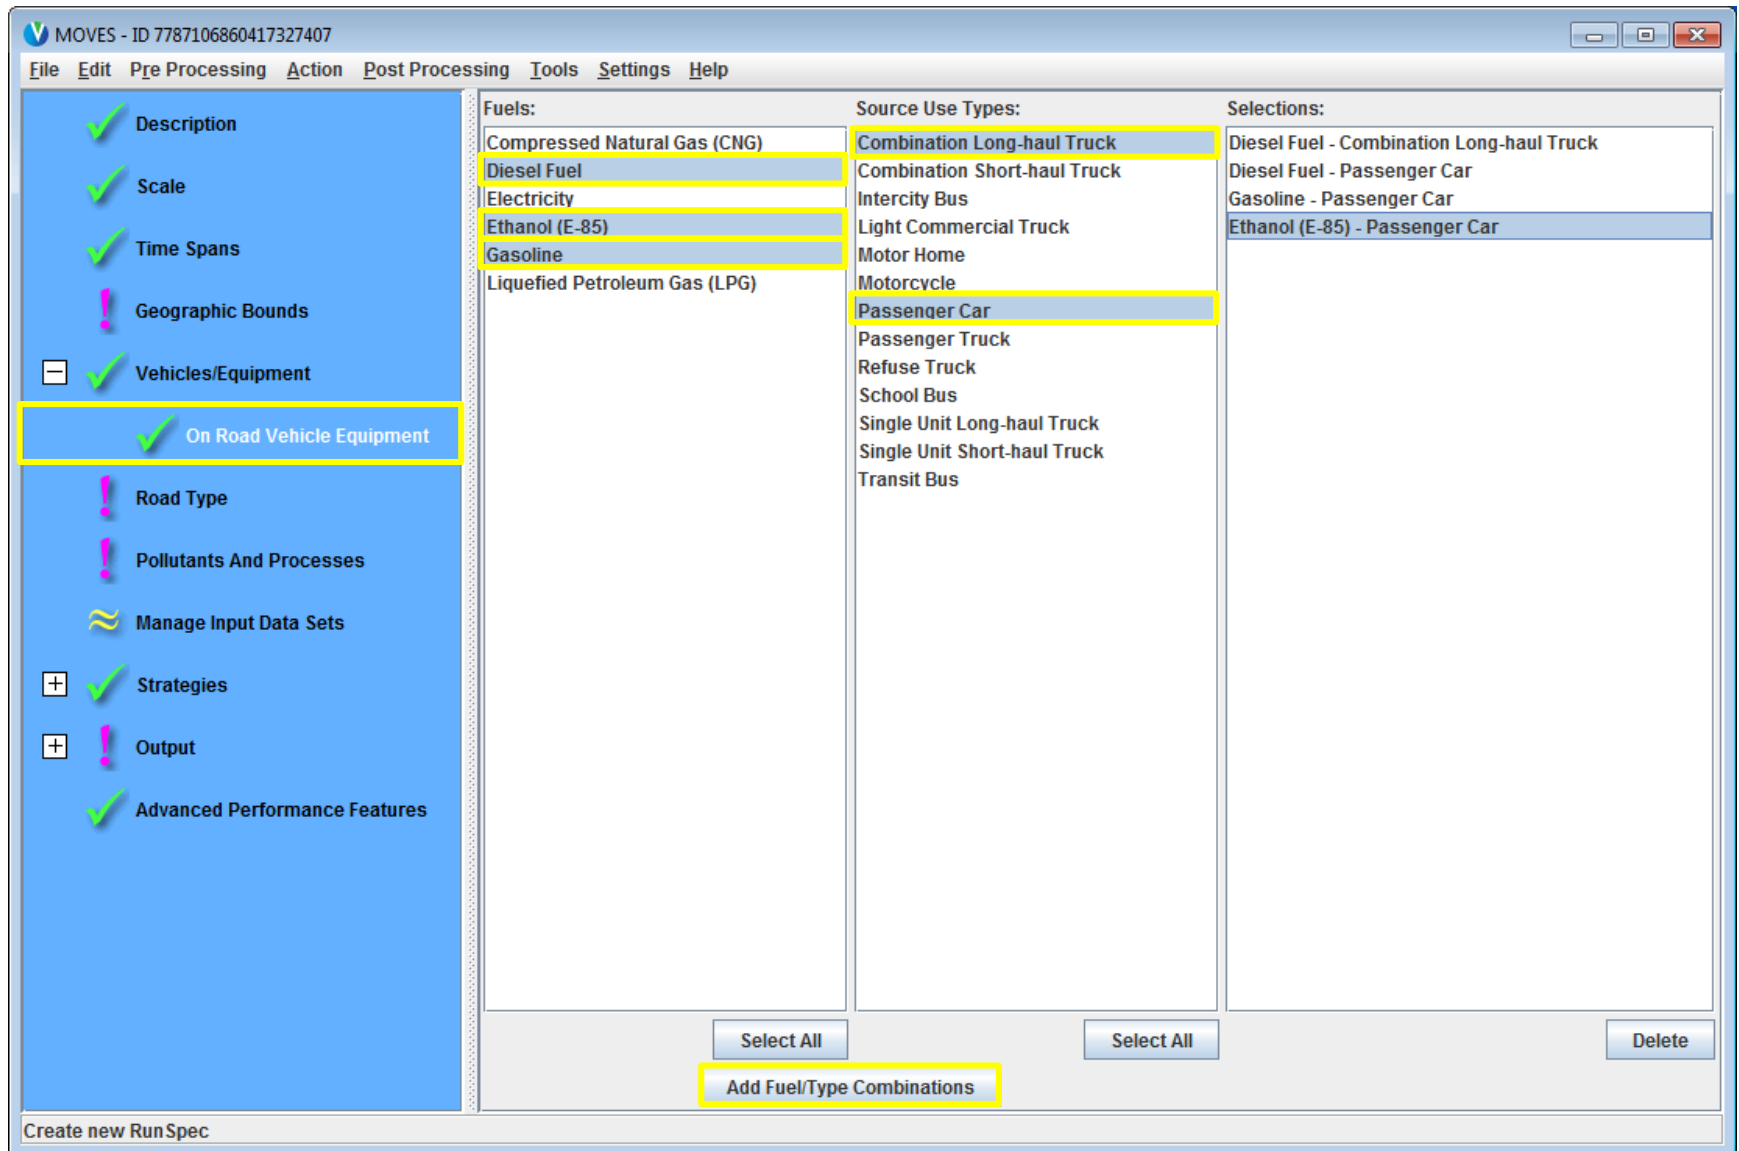 MOVES - ID 7787106860417327407
File Edit Pre Processing Action Post Processing Tools Settings Help
Description
Scale
Time Spans
Geographic Bounds
Vehicles/Equipment
On Road Vehicle Equipment
Road Type
Pollutants And Processes
Manage Input Data Sets
Strategies
Output
Advanced Performance Features
Fuels:
Compressed Natural Gas (CNG)
Diesel Fuel
Electricity
Ethanol (E-85)
Gasoline
Liquefied Petroleum Gas (LPG)
Select All
Source Use Types:
Combination Long-haul Truck
Combination Short-haul Truck
Intercity Bus
Light Commercial Truck
Motor Home
Motorcycle
Passenger Car
Passenger Truck
Refuse Truck
School Bus
Single Unit Long-haul Truck
Single Unit Short-haul Truck
Transit Bus
Select All
Selections:
Diesel Fuel - Combination Long-haul Truck
Diesel Fuel - Passenger Car
Gasoline - Passenger Car
Ethanol (E-85) - Passenger Car
Delete
Add Fuel/Type Combinations
Create new RunSpec